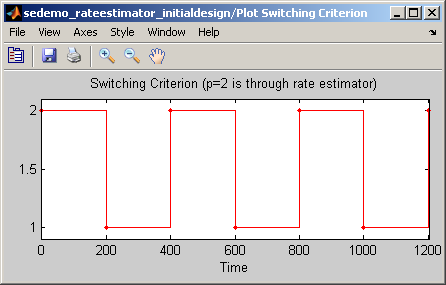 sedemo_rateestimator_initialdesign/Plot Switching Criterion
File View Axes Style Window Help
Switching Criterion (p=2 is through rate estimator)
2
1.5
1
0 200 400 600 800 1000 1200
Time